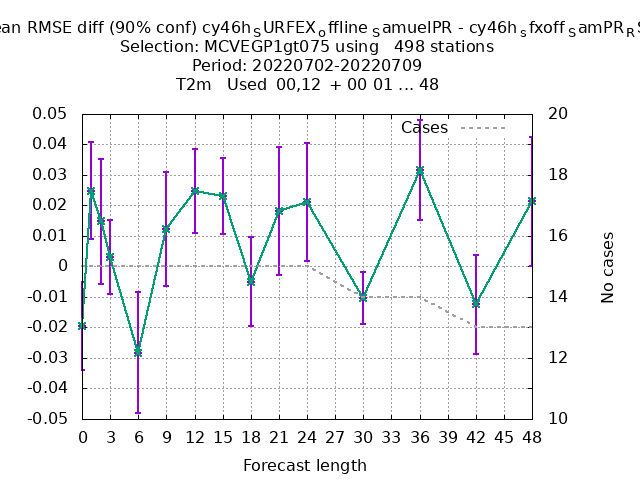 ean RMSE diff (90% conf) cy46h_SURFEX_offline_SamuelPR - cy46h_sfxoff_SamPR_RS
Selection: MCVEGP1gt075 using   498 stations
Period: 20220702-20220709
T2m   Used  00,12  + 00 01 ... 48
Cases
0.05
0.04
0.03
0.02
0.01
0
-0.01
-0.02
-0.03
-0.04
-0.05
20
18
16
14
12
10
No cases
0 3 6 9 12 15 18 21 24 27 30 33 36 39 42 45 48
Forecast length